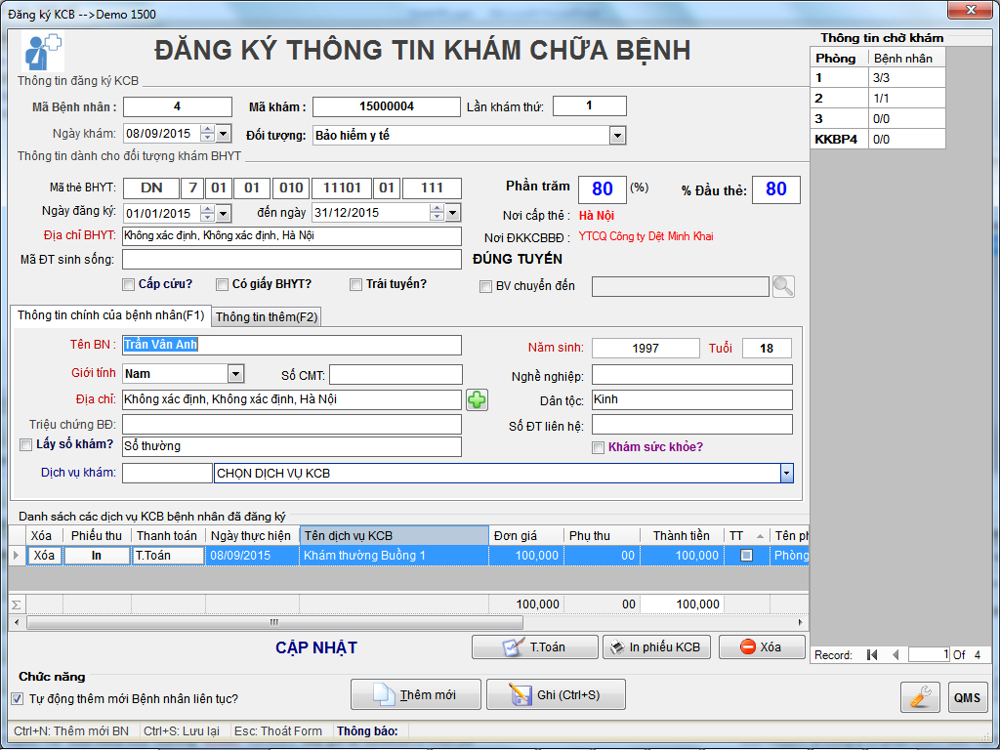 Đăng ký KCB -->Demo 1500
ĐĂNG KÝ THÔNG TIN KHÁM CHỮA BỆNH
Thông tin đăng ký KCB
Mã Bệnh nhân : 4 Mã khám : 15000004 Lần khám thứ: 1
Ngày khám: 08/09/2015 Đối tượng: Bảo hiểm y tế
Thông tin dành cho đối tượng khám BHYT
Mã thẻ BHYT: DN 7 01 01 010 11101 01 111 Phần trăm 80 (%) % Đầu thẻ: 80
Ngày đăng ký: 01/01/2015 đến ngày 31/12/2015 Nơi cấp thẻ : Hà Nội
Địa chỉ BHYT: Không xác định, Không xác định, Hà Nội Nơi ĐKKCBBĐ : YTCQ Công ty Dệt Minh Khai
Mã ĐT sinh sống: ĐÚNG TUYẾN
Cấp cứu? Có giấy BHYT? Trái tuyến? BV chuyển đến
Thông tin chính của bệnh nhân(F1) Thông tin thêm(F2)
Tên BN : Trần Vân Anh Năm sinh: 1997 Tuổi 18
Giới tính Nam Số CMT: Nghề nghiệp:
Địa chỉ: Không xác định, Không xác định, Hà Nội Dân tộc: Kinh
Triệu chứng BĐ: Số ĐT liên hệ:
Lấy số khám? Sổ thường Khám sức khỏe?
Dịch vụ khám: CHỌN DỊCH VỤ KCB
Danh sách các dịch vụ KCB bệnh nhân đã đăng ký
Xóa Phiếu thu Thanh toán Ngày thực hiện Tên dịch vụ KCB Đơn giá Phụ thu Thành tiền TT Tên ph
Xóa In T.Toán 08/09/2015 Khám thường Buồng 1 100,000 00 100,000 Phòng
Σ 100,000 00 100,000
CẬP NHẬT T.Toán In phiếu KCB Xóa
Chức năng
Tự động thêm mới Bệnh nhân liên tục? Thêm mới Ghi (Ctrl+S) QMS
Ctrl+N: Thêm mới BN Ctrl+S: Lưu lại Esc: Thoát Form Thông báo:
Thông tin chờ khám
Phòng Bệnh nhân
1 3/3
2 1/1
3 0/0
KKBP4 0/0
Record: 1 Of 4